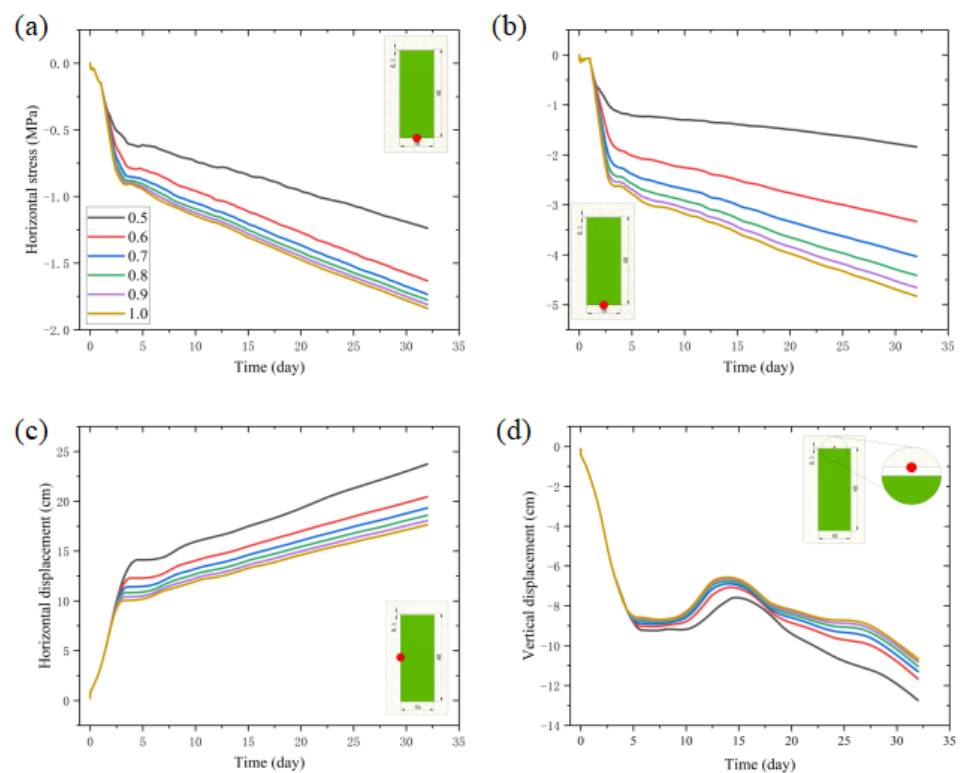 (a)
Horizontal stress (MPa)
0.0
-0.5
-1.0
-1.5
-2.0
0.5
0.6
0.7
0.8
0.9
1.0
0 5 10 15 20 25 30 35
Time (day)
(b)
0
-1
-2
-3
-4
-5
0 5 10 15 20 25 30 35
Time (day)
(c)
Horizontal displacement (cm)
25
20
15
10
5
0
0 5 10 15 20 25 30 35
Time (day)
(d)
Vertical displacement (cm)
0
-2
-4
-6
-8
-10
-12
-14
0 5 10 15 20 25 30 35
Time (day)